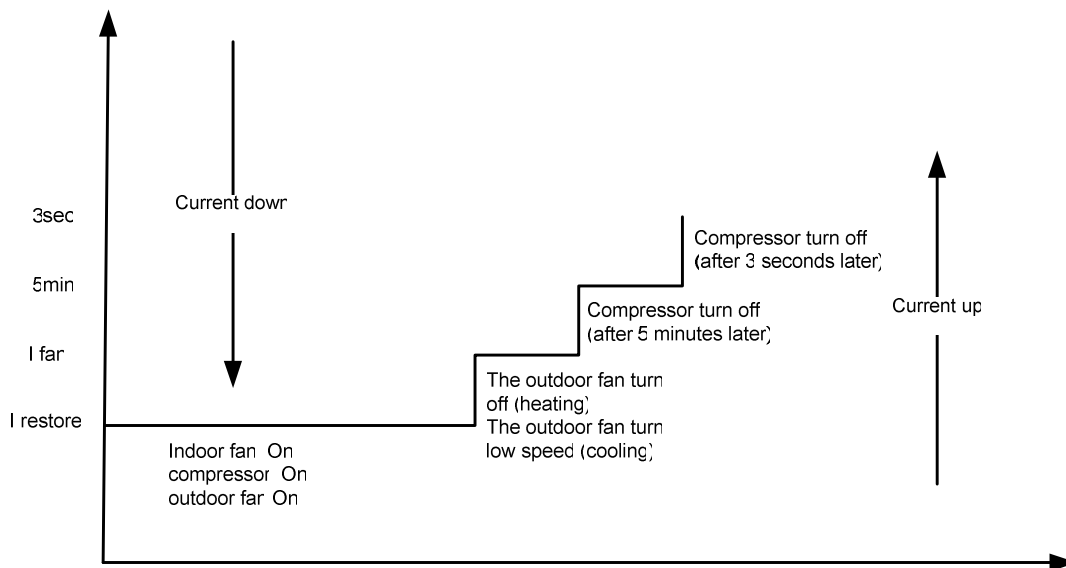 3sec
5min
I far
I restore
Current down
Indoor fan On
compressor On
outdoor far On
The outdoor fan turn
off (heating)
The outdoor fan turn
low speed (cooling)
Compressor turn off
(after 5 minutes later)
Compressor turn off
(after 3 seconds later)
Current up